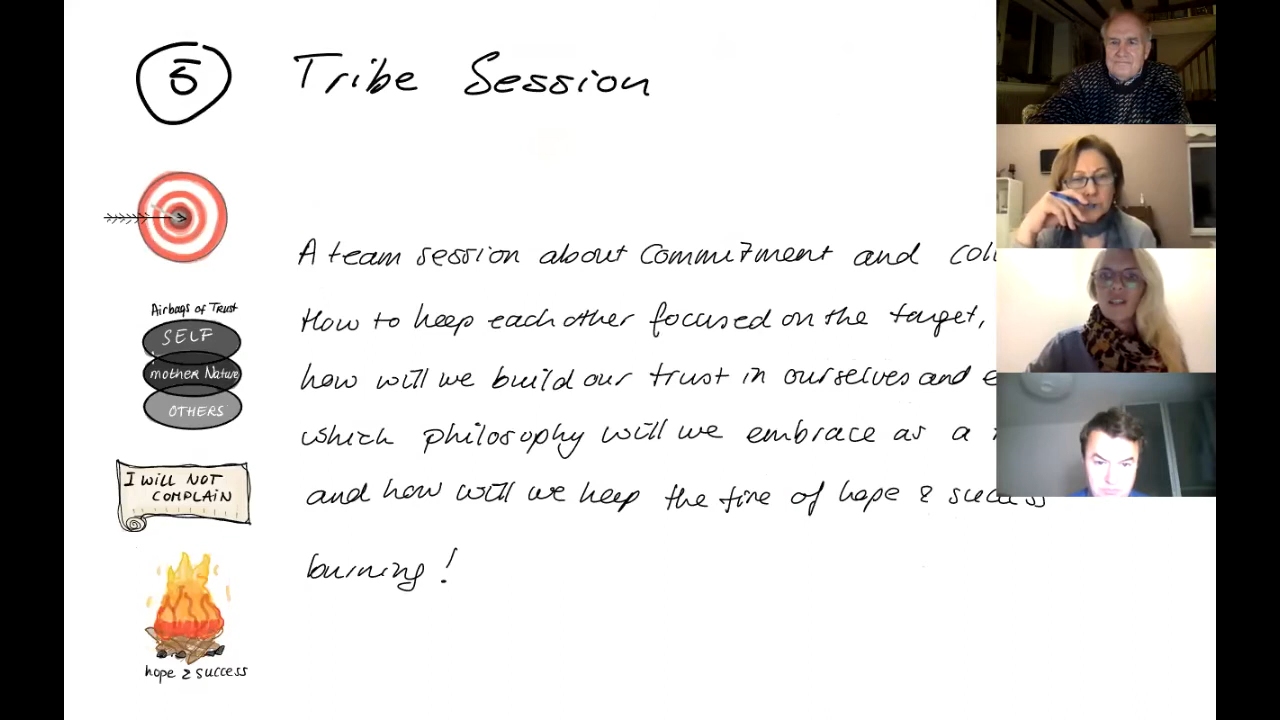 5 Tribe Session
Airbags of Trust
SELF
mother Nature
OTHERS
I WILL NOT
COMPLAIN
hope & success
A team session about commitment and
How to keep each other focused on the target,
how will we build our trust in ourselves and
which philosophy will we embrace as a
and how will we keep the fire of hope & success
burning!